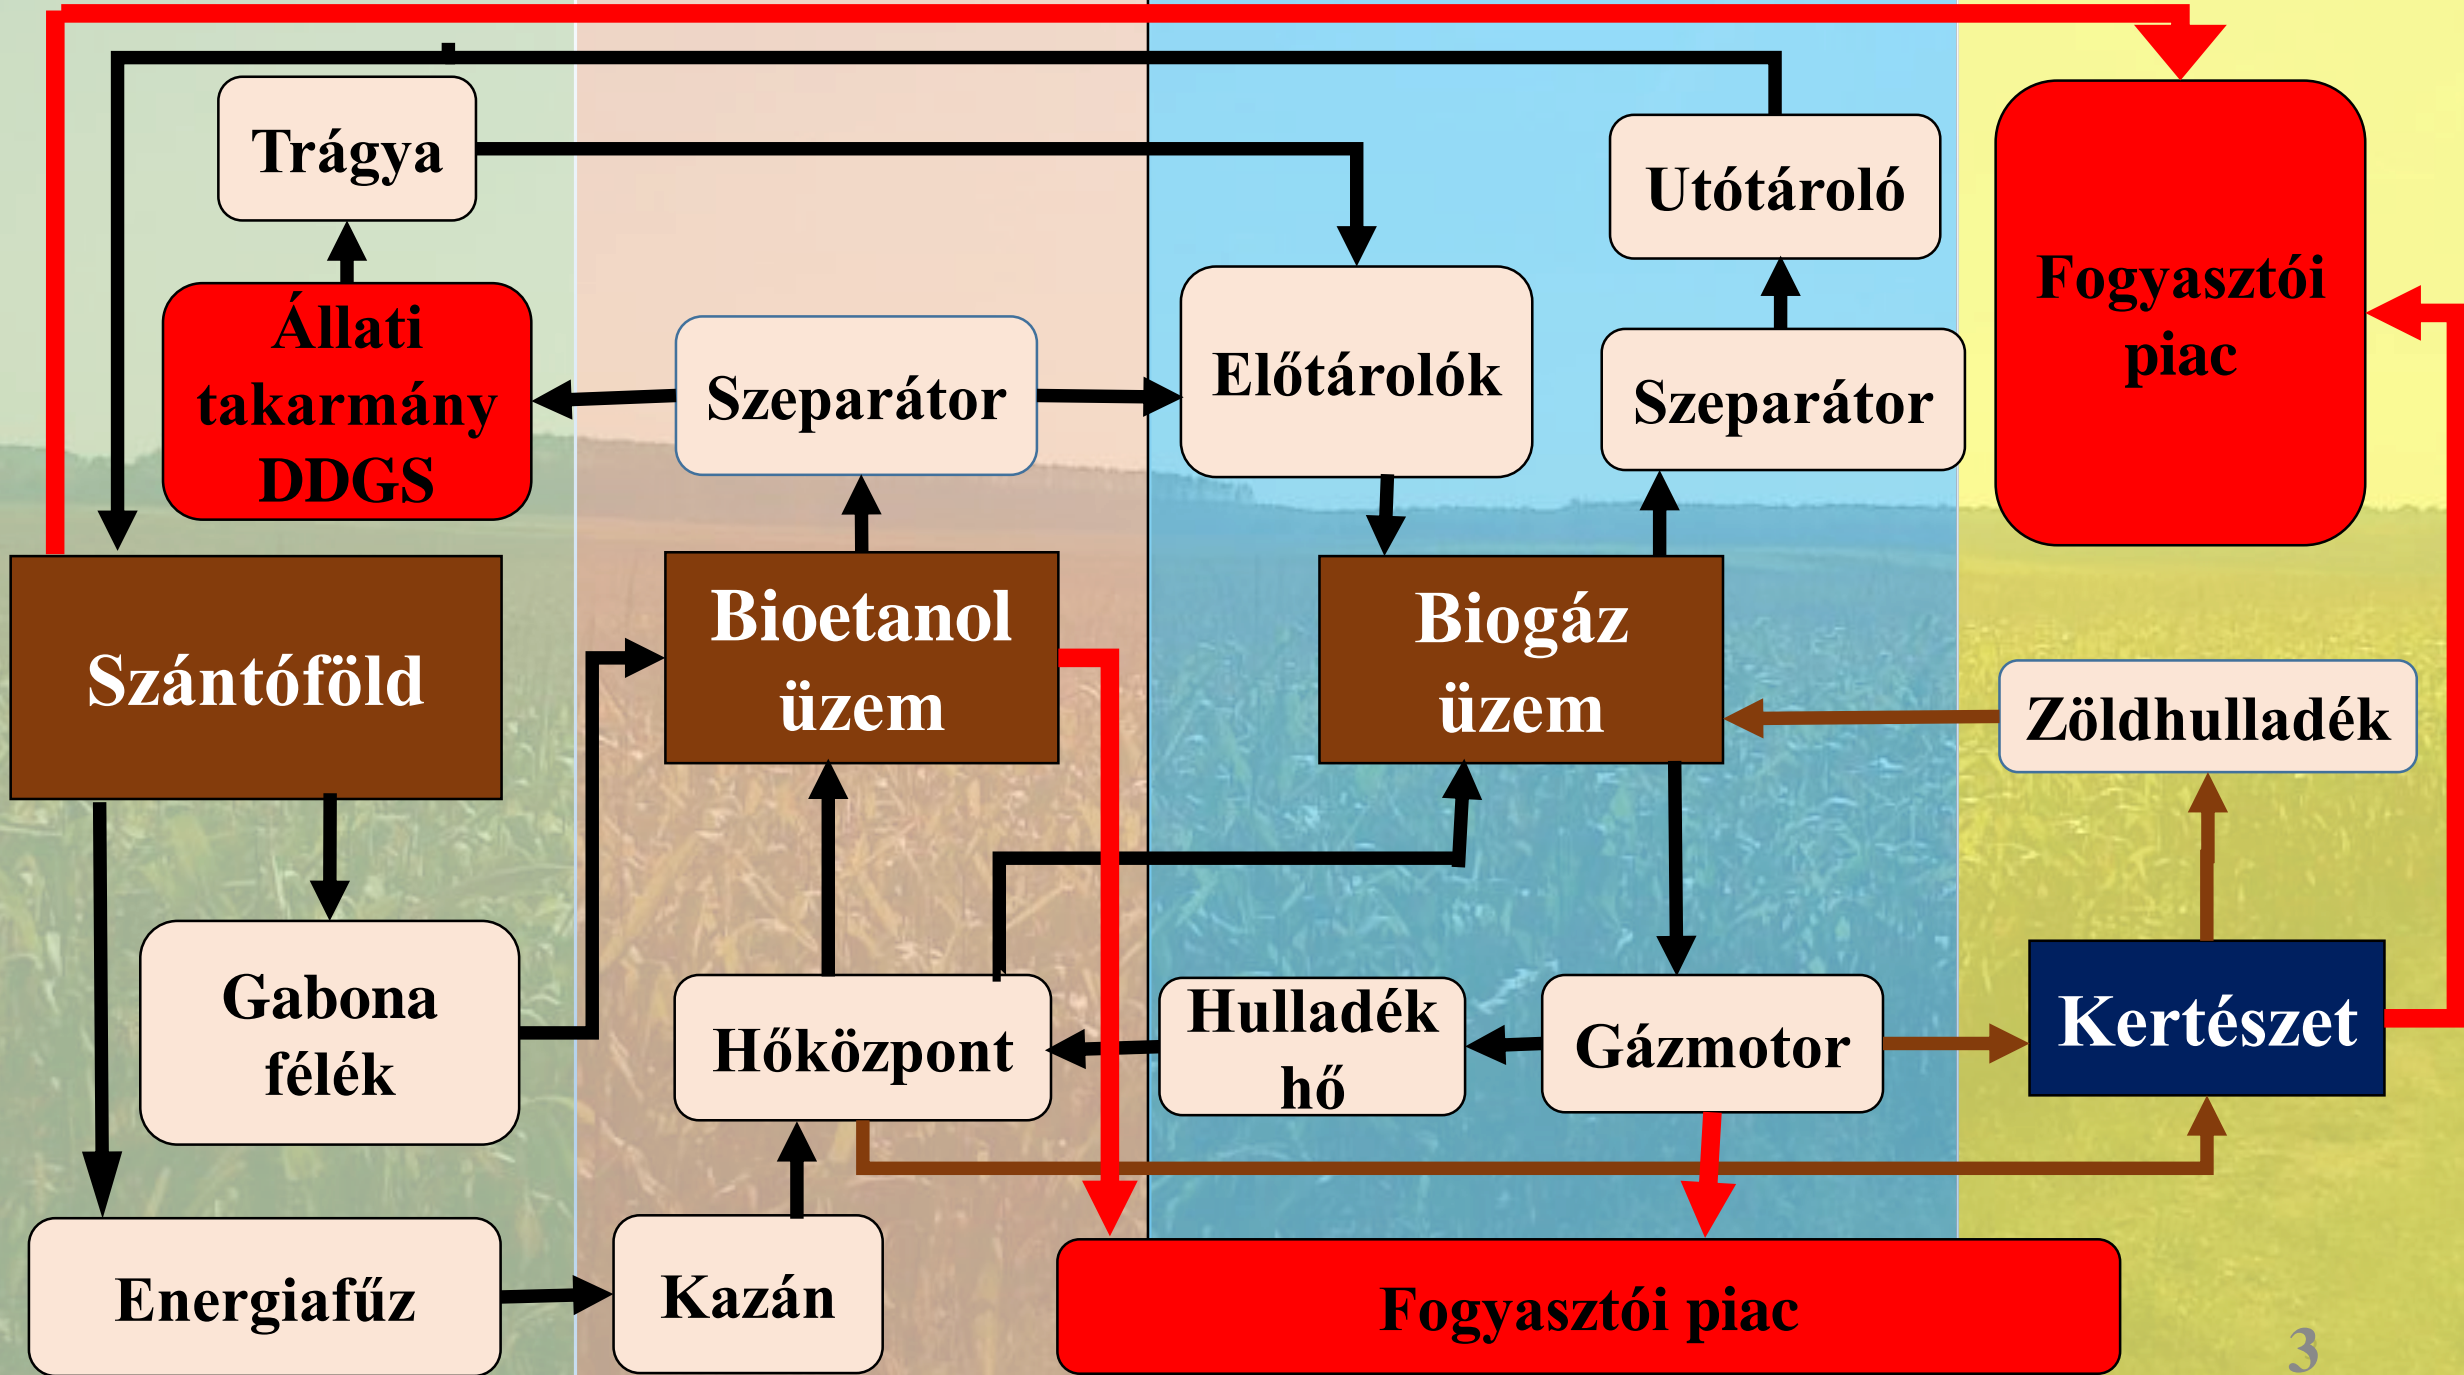 Trágya
Utótároló
Fogyasztói
piac
Állati
takarmány
DDGS
Szeparátor
Előtárolók
Szeparátor
Szántóföld
Bioetanol
üzem
Biogáz
üzem
Zöldhulladék
Gabona
félék
Hőközpont
Hulladék
hő
Gázmotor
Kertészet
Energiafűz
Kazán
Fogyasztói piac
3